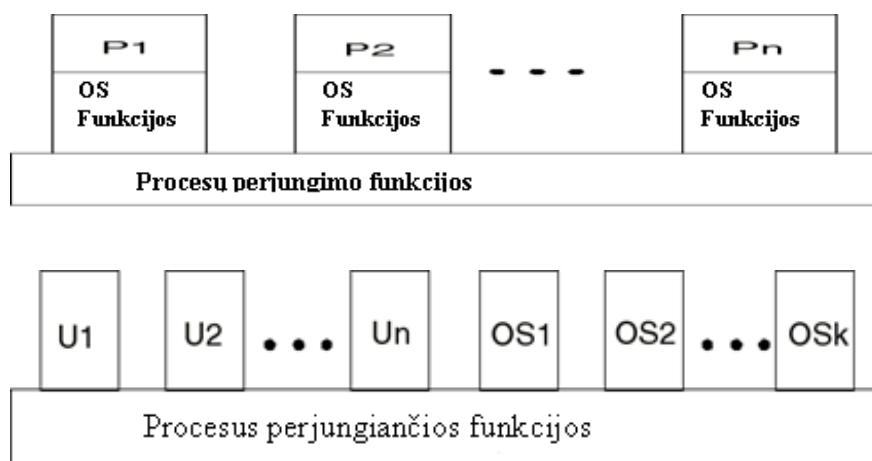 P1 P2 - - - Pn
OS Funkcijos OS Funkcijos OS Funkcijos
Procesų perjungimo funkcijos
U1 U2 ••• Un OS1 OS2 ••• OSk
Procesus perjungiančios funkcijos